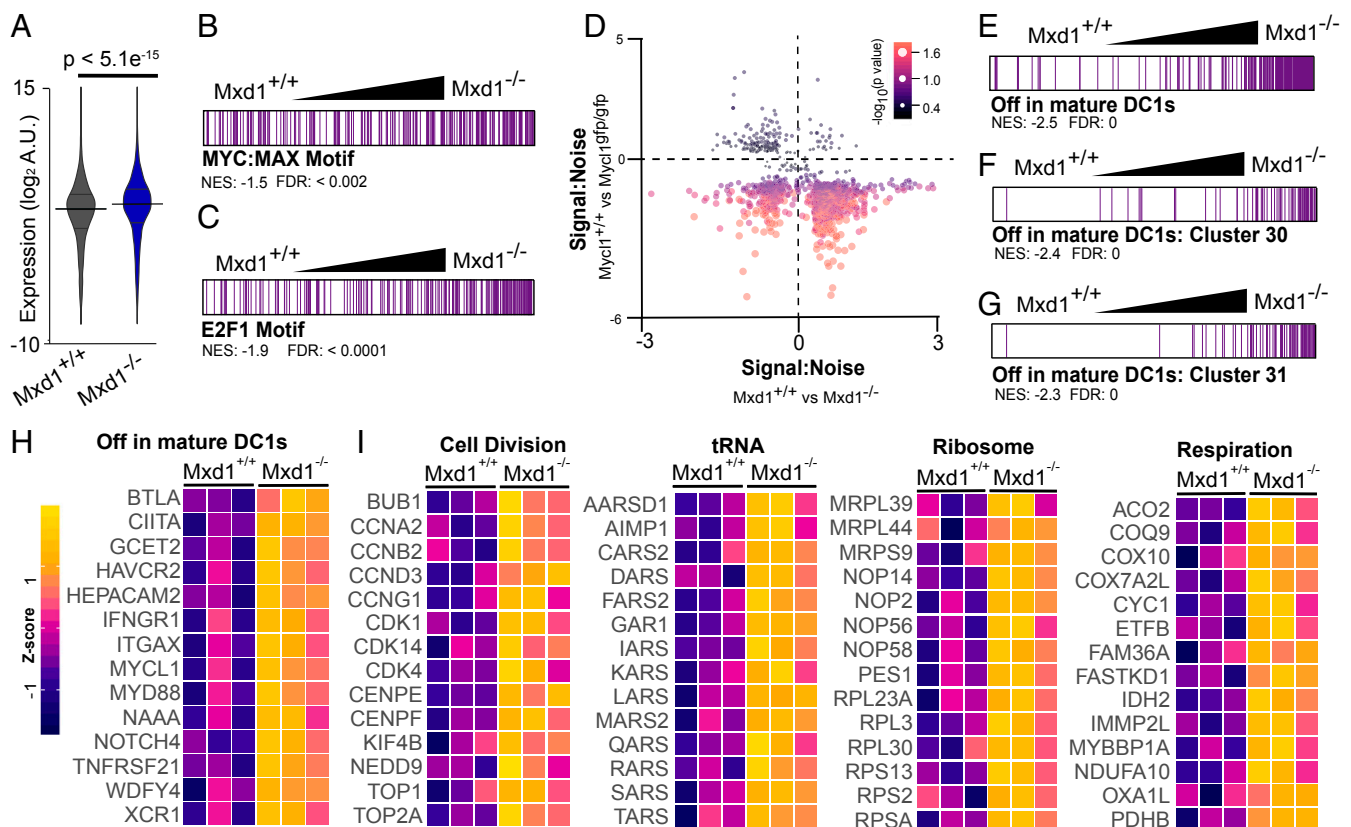 A
p < 5.1e-15
15
Expression (log2 A.U.)
-10
Mxd1+/+
Mxd1-/-
B
Mxd1+/+
Mxd1-/-
MYC:MAX Motif
NES: -1.5 FDR: < 0.002
C
Mxd1+/+
Mxd1-/-
E2F1 Motif
NES: -1.9 FDR: < 0.0001
D
5
0
-6
-3
0
3
Signal:Noise
Mycl1+/+ vs Mycl1gfp/gfp
-log10(p value)
1.6
1.0
0.4
Signal:Noise
Mxd1+/+ vs Mxd1-/-
E
Mxd1+/+
Mxd1-/-
Off in mature DC1s
NES: -2.5 FDR: 0
F
Mxd1+/+
Mxd1-/-
Off in mature DC1s: Cluster 30
NES: -2.4 FDR: 0
G
Mxd1+/+
Mxd1-/-
Off in mature DC1s: Cluster 31
NES: -2.3 FDR: 0
H
Off in mature DC1s
Mxd1+/+
Mxd1-/-
1
Z-score
-1
BTLA
CIITA
GCET2
HAVCR2
HEPACAM2
IFNGR1
ITGAX
MYCL1
MYD88
NAAA
NOTCH4
TNFRSF21
WDFY4
XCR1
I
Cell Division
Mxd1+/+
Mxd1-/-
BUB1
CCNA2
CCNB2
CCND3
CCNG1
CDK1
CDK14
CDK4
CENPE
CENPF
KIF4B
NEDD9
TOP1
TOP2A
tRNA
Mxd1+/+
Mxd1-/-
AARSD1
AIMP1
CARS2
DARS
FARS2
GAR1
IARS
KARS
LARS
MARS2
QARS
RARS
SARS
TARS
Ribosome
Mxd1+/+
Mxd1-/-
MRPL39
MRPL44
MRPS9
NOP14
NOP2
NOP56
NOP58
PES1
RPL23A
RPL3
RPL30
RPS13
RPS2
RPSA
Respiration
Mxd1+/+
Mxd1-/-
ACO2
COQ9
COX10
COX7A2L
CYC1
ETFB
FAM36A
FASTKD1
IDH2
IMMP2L
MYBBP1A
NDUFA10
OXA1L
PDHB